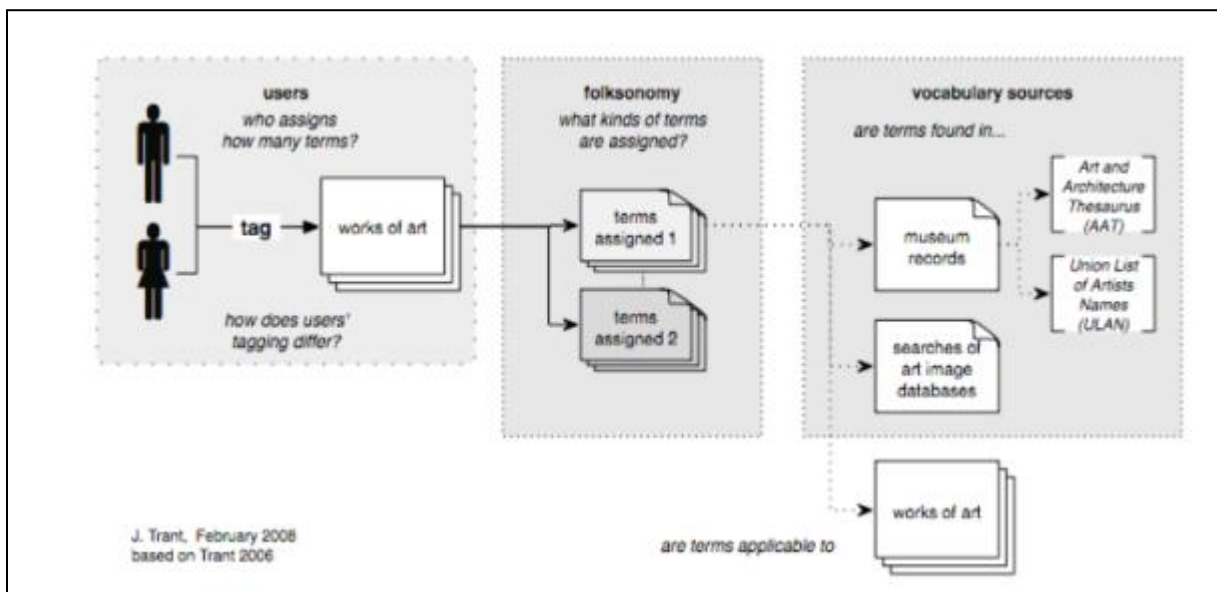 users
who assigns
how many terms?
tag
works of art
how does users'
tagging differ?
folksonomy
what kinds of terms
are assigned?
terms
assigned 1
terms
assigned 2
vocabulary sources
are terms found in...
museum
records
Art and
Architecture
Thesaurus
(AAT)
Union List
of Artists
Names
(ULAN)
searches of
art image
databases
works of art
are terms applicable to
J. Trant, February 2008
based on Trant 2006